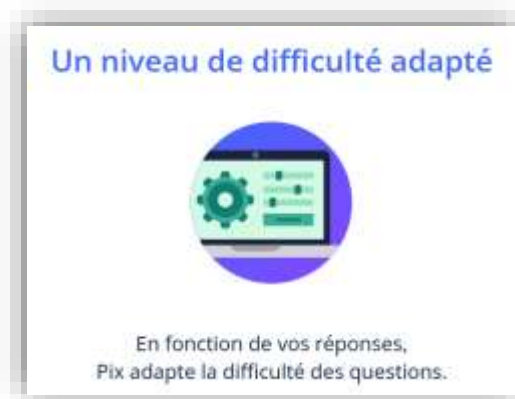 Un niveau de difficulté adapté
En fonction de vos réponses,
Pix adapte la difficulté des questions.